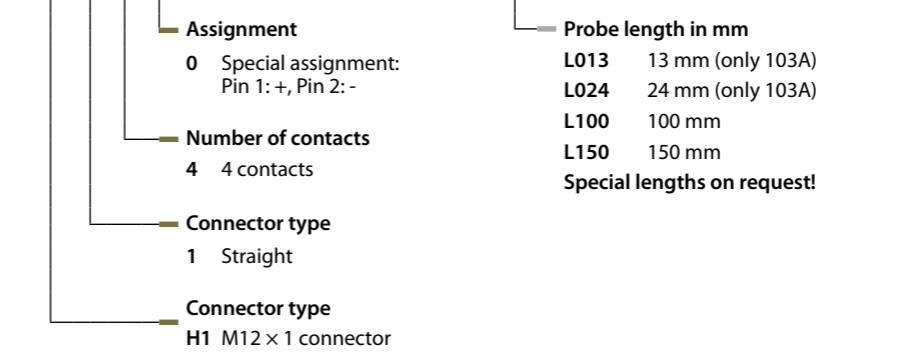 Assignment
0 Special assignment:
Pin 1: +, Pin 2: -
Number of contacts
4 4 contacts
Connector type
1 Straight
Connector type
H1 M12 × 1 connector
Probe length in mm
L013 13 mm (only 103A)
L024 24 mm (only 103A)
L100 100 mm
L150 150 mm
Special lengths on request!